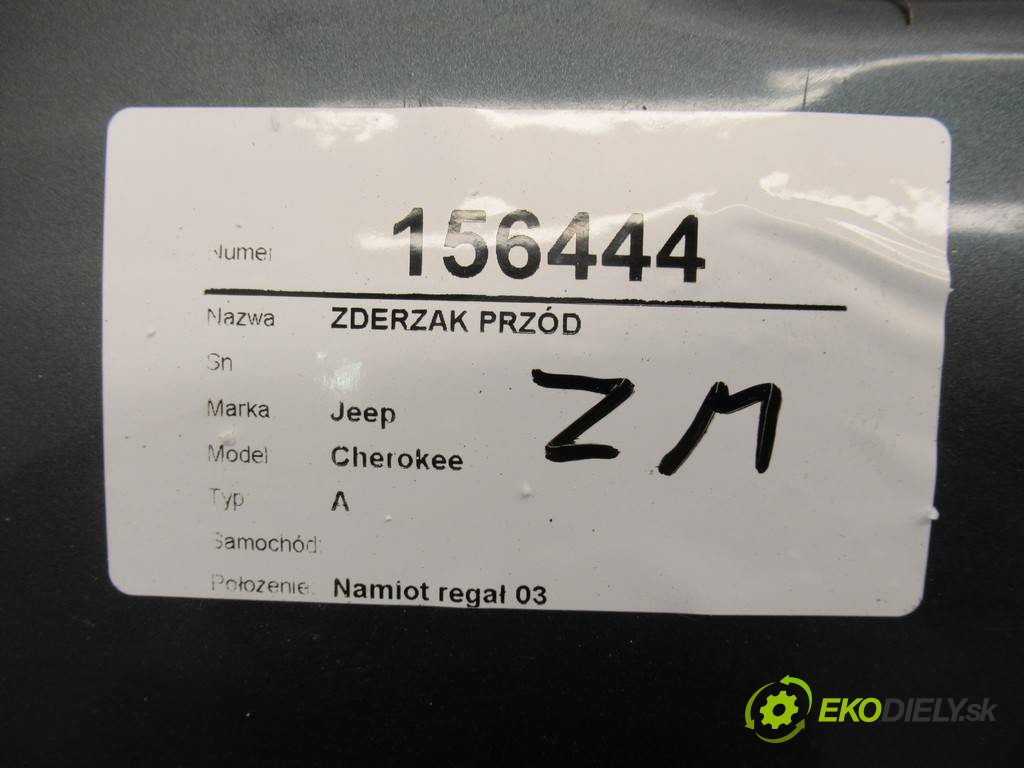 Numer 156444
Nazwa ZDERZAK PRZÓD
Sn
Marka Jeep
Model Cherokee
ZM
Typ A
Samochód:
Położenie: Namiot regał 03
EKODIELY.sk